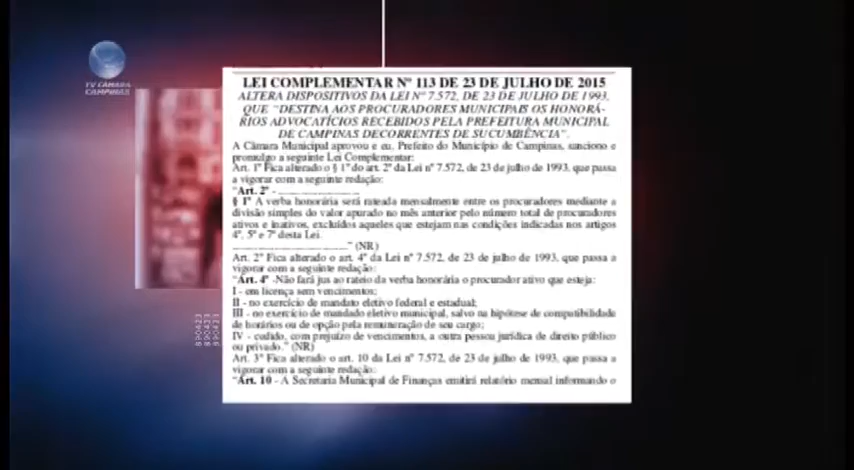 TV CÂMARA
CAMPINAS
LEI COMPLEMENTAR Nº 113 DE 23 DE JULHO DE 2015
ALTERA DISPOSITIVOS DA LEI Nº 7.572, DE 23 DE JULHO DE 1993,
QUE "DESTINA AOS PROCURADORES MUNICIPAIS OS HONORÁ-
RIOS ADVOCATÍCIOS RECEBIDOS PELA PREFEITURA MUNICIPAL
DE CAMPINAS DECORRENTES DE SUCUMBÊNCIA".
A Câmara Municipal aprovou e eu, Prefeito do Município de Campinas, sanciono e
promulgo a seguinte Lei Complementar:
Art. 1º Fica alterado o § 1º do art. 2º da Lei nº 7.572, de 23 de julho de 1993, que passa
a vigorar com a seguinte redação:
"Art. 2º - ........................
§ 1º A verba honorária será rateada mensalmente entre os procuradores mediante a
divisão simples do valor apurado no mês anterior pelo número total de procuradores
ativos e inativos, excluídos aqueles que estejam nas condições indicadas nos artigos
4º, 5º e 7º desta Lei.
................................" (NR)
Art. 2º Fica alterado o art. 4º da Lei nº 7.572, de 23 de julho de 1993, que passa a
vigorar com a seguinte redação:
"Art. 4º -Não fará jus ao rateio da verba honorária o procurador ativo que esteja:
I - em licença sem vencimentos;
II - no exercício de mandato eletivo federal e estadual;
III - no exercício de mandado eletivo municipal, salvo na hipótese de compatibilidade
de horários ou de opção pela remuneração de seu cargo;
IV - cedido, com prejuízo de vencimentos, a outra pessoa jurídica de direito público
ou privado." (NR)
Art. 3º Fica alterado o art. 10 da Lei nº 7.572, de 23 de julho de 1993, que passa a
vigorar com a seguinte redação:
"Art. 10 - A Secretaria Municipal de Finanças emitirá relatório mensal informando o